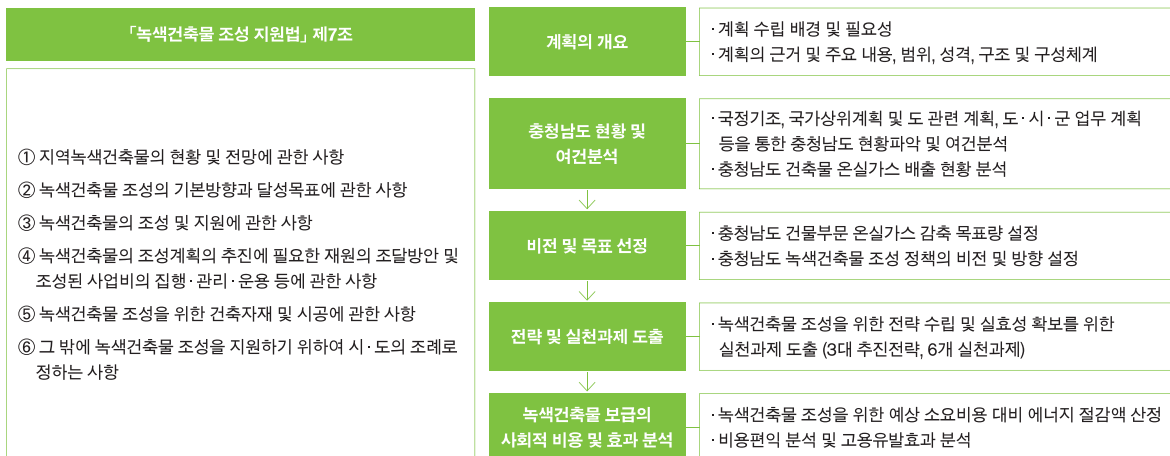 「녹색건축물 조성 지원법」 제7조
① 지역녹색건축물의 현황 및 전망에 관한 사항
② 녹색건축물 조성의 기본방향과 달성목표에 관한 사항
③ 녹색건축물의 조성 및 지원에 관한 사항
④ 녹색건축물의 조성계획의 추진에 필요한 재원의 조달방안 및
조성된 사업비의 집행·관리·운용 등에 관한 사항
⑤ 녹색건축물 조성을 위한 건축자재 및 시공에 관한 사항
⑥ 그 밖에 녹색건축물 조성을 지원하기 위하여 시·도의 조례로
정하는 사항
계획의 개요
· 계획 수립 배경 및 필요성
· 계획의 근거 및 주요 내용, 범위, 성격, 구조 및 구성체계
충청남도 현황 및
여건분석
· 국정기조, 국가상위계획 및 도 관련 계획, 도·시·군 업무 계획
등을 통한 충청남도 현황파악 및 여건분석
· 충청남도 건축물 온실가스 배출 현황 분석
비전 및 목표 선정
· 충청남도 건물부문 온실가스 감축 목표량 설정
· 충청남도 녹색건축물 조성 정책의 비전 및 방향 설정
전략 및 실천과제 도출
· 녹색건축물 조성을 위한 전략 수립 및 실효성 확보를 위한
실천과제 도출 (3대 추진전략, 6개 실천과제)
녹색건축물 보급의
사회적 비용 및 효과 분석
· 녹색건축물 조성을 위한 예상 소요비용 대비 에너지 절감액 산정
· 비용편익 분석 및 고용유발효과 분석